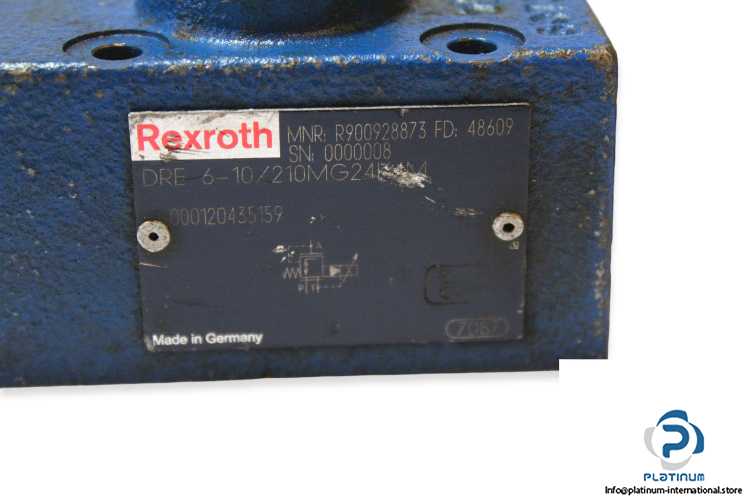 Rexroth
MNR: R900928873 FD: 48609
SN: 0000008
DRE 6-10/210MG24
000120435159
A
P T
Made in Germany
7087
PLATINUM
Info@platinum-international.store